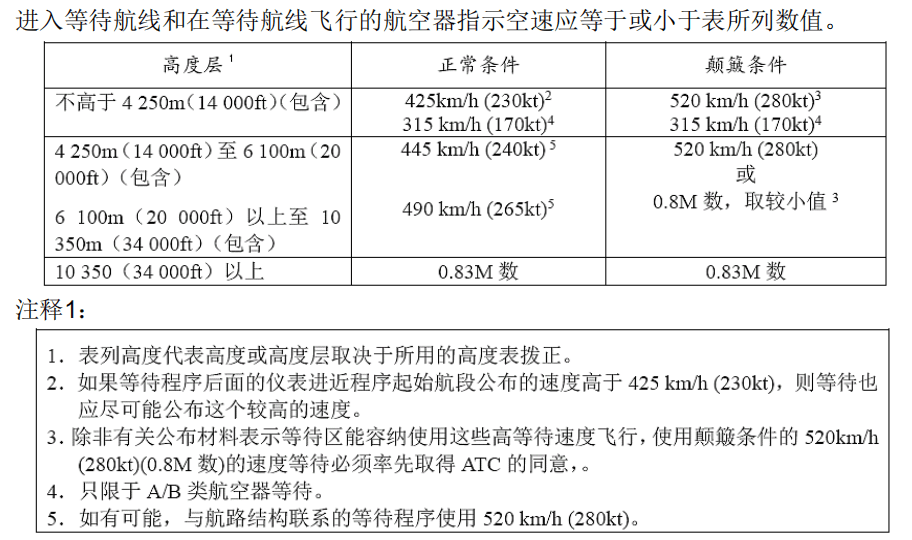 进入等待航线和在等待航线飞行的航空器指示空速应等于或小于表所列数值。
高度层 1 正常条件 颠簸条件
不高于 4 250m（14 000ft）（包含） 425km/h (230kt)2 520 km/h (280kt)3
315 km/h (170kt)4 315 km/h (170kt)4
4 250m（14 000ft）至 6 100m（20 445 km/h (240kt) 5 520 km/h (280kt)
000ft）（包含） 或
490 km/h (265kt)5 0.8M 数，取较小值 3
6 100m（20 000ft）以上至 10
350m（34 000ft）（包含）
10 350（34 000ft）以上 0.83M 数 0.83M 数
注释1：
1．表列高度代表高度或高度层取决于所用的高度表拨正。
2．如果等待程序后面的仪表进近程序起始航段公布的速度高于 425 km/h (230kt)，则等待也
应尽可能公布这个较高的速度。
3．除非有关公布材料表示等待区能容纳使用这些高等待速度飞行，使用颠簸条件的 520km/h
(280kt)(0.8M 数)的速度等待必须率先取得 ATC 的同意，。
4．只限于 A/B 类航空器等待。
5．如有可能，与航路结构联系的等待程序使用 520 km/h (280kt)。